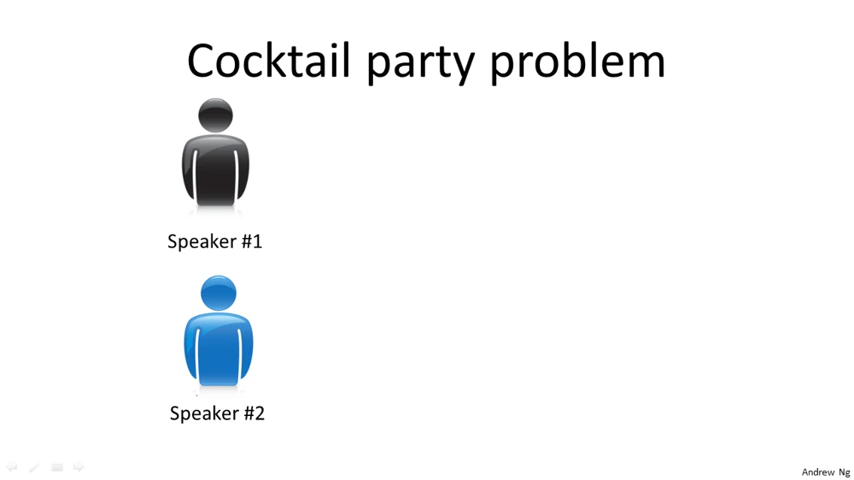 Cocktail party problem
Speaker #1
Speaker #2
Andrew Ng